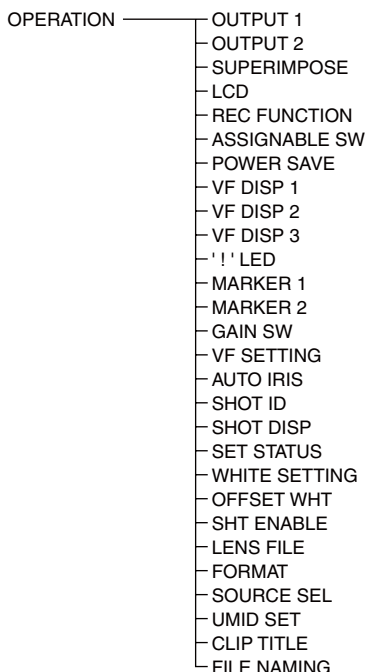 OPERATION
OUTPUT 1
OUTPUT 2
SUPERIMPOSE
LCD
REC FUNCTION
ASSIGNABLE SW
POWER SAVE
VF DISP 1
VF DISP 2
VF DISP 3
' ! ' LED
MARKER 1
MARKER 2
GAIN SW
VF SETTING
AUTO IRIS
SHOT ID
SHOT DISP
SET STATUS
WHITE SETTING
OFFSET WHT
SHT ENABLE
LENS FILE
FORMAT
SOURCE SEL
UMID SET
CLIP TITLE
FILE NAMING